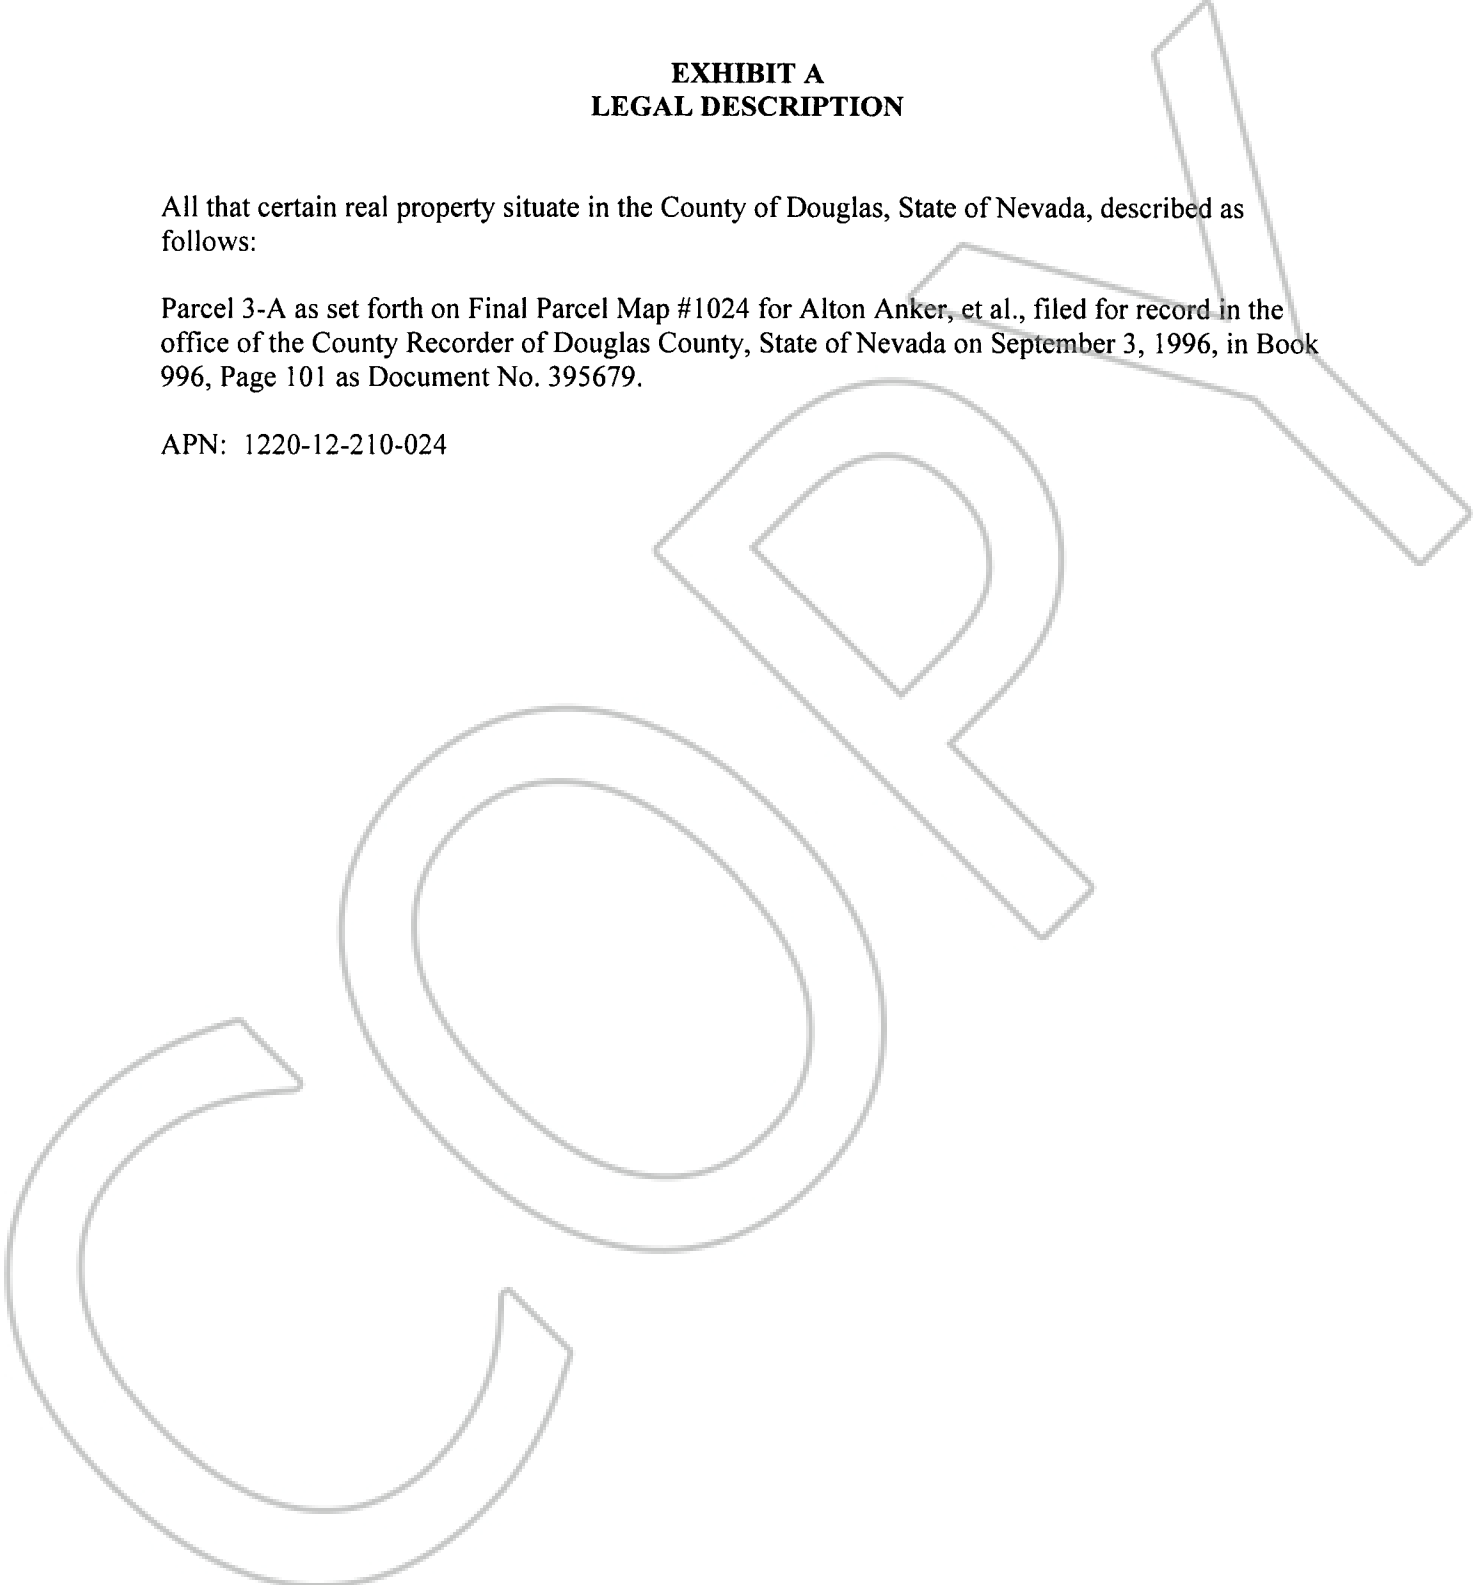 EXHIBIT A
LEGAL DESCRIPTION
All that certain real property situate in the County of Douglas, State of Nevada, described as
follows:
Parcel 3-A as set forth on Final Parcel Map #1024 for Alton Anker, et al., filed for record in the
office of the County Recorder of Douglas County, State of Nevada on September 3, 1996, in Book
996, Page 101 as Document No. 395679.
APN: 1220-12-210-024
COPY